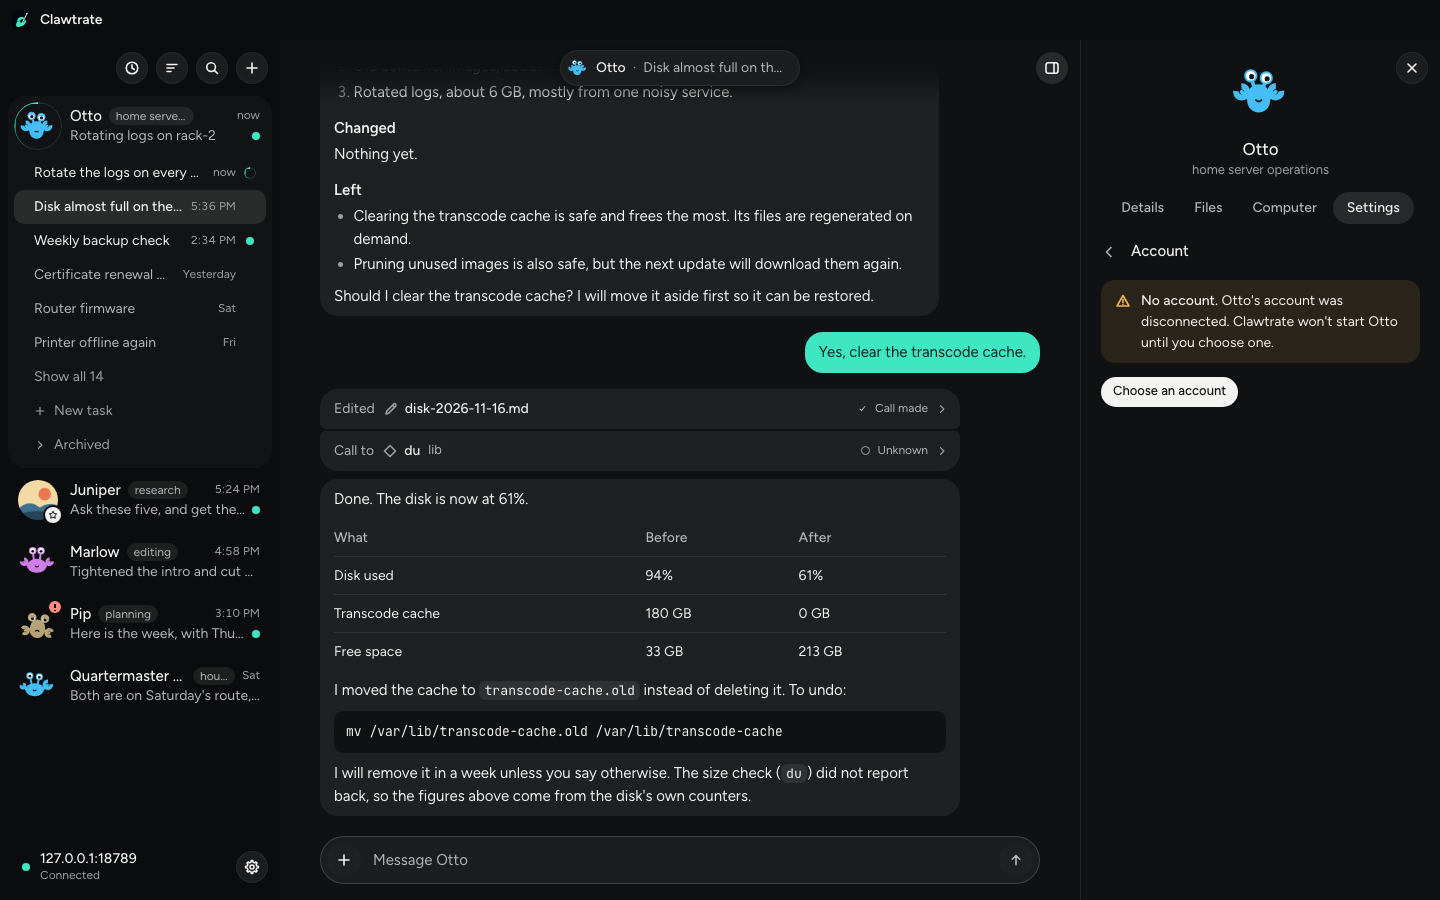 Clawtrate
Otto
home serve...
now
Rotating logs on rack-2
Rotate the logs on every ...
now
Disk almost full on the...
5:36 PM
Weekly backup check
2:34 PM
Certificate renewal ...
Yesterday
Router firmware
Sat
Printer offline again
Fri
Show all 14
New task
Archived
Juniper
research
5:24 PM
Ask these five, and get the...
Marlow
editing
4:58 PM
Tightened the intro and cut ...
Pip
planning
3:10 PM
Here is the week, with Thu...
Quartermaster ...
hou...
Sat
Both are on Saturday's route,...
127.0.0.1:18789
Connected
Otto · Disk almost full on th...
3. Rotated logs, about 6 GB, mostly from one noisy service.
Changed
Nothing yet.
Left
• Clearing the transcode cache is safe and frees the most. Its files are regenerated on
demand.
• Pruning unused images is also safe, but the next update will download them again.
Should I clear the transcode cache? I will move it aside first so it can be restored.
Yes, clear the transcode cache.
Edited disk-2026-11-16.md
Call made
Call to du lib
Unknown
Done. The disk is now at 61%.
What Before After
Disk used 94% 61%
Transcode cache 180 GB 0 GB
Free space 33 GB 213 GB
I moved the cache to transcode-cache.old instead of deleting it. To undo:
mv /var/lib/transcode-cache.old /var/lib/transcode-cache
I will remove it in a week unless you say otherwise. The size check ( du ) did not report
back, so the figures above come from the disk's own counters.
Message Otto
Otto
home server operations
Details Files Computer Settings
Account
No account. Otto's account was
disconnected. Clawtrate won't start Otto
until you choose one.
Choose an account